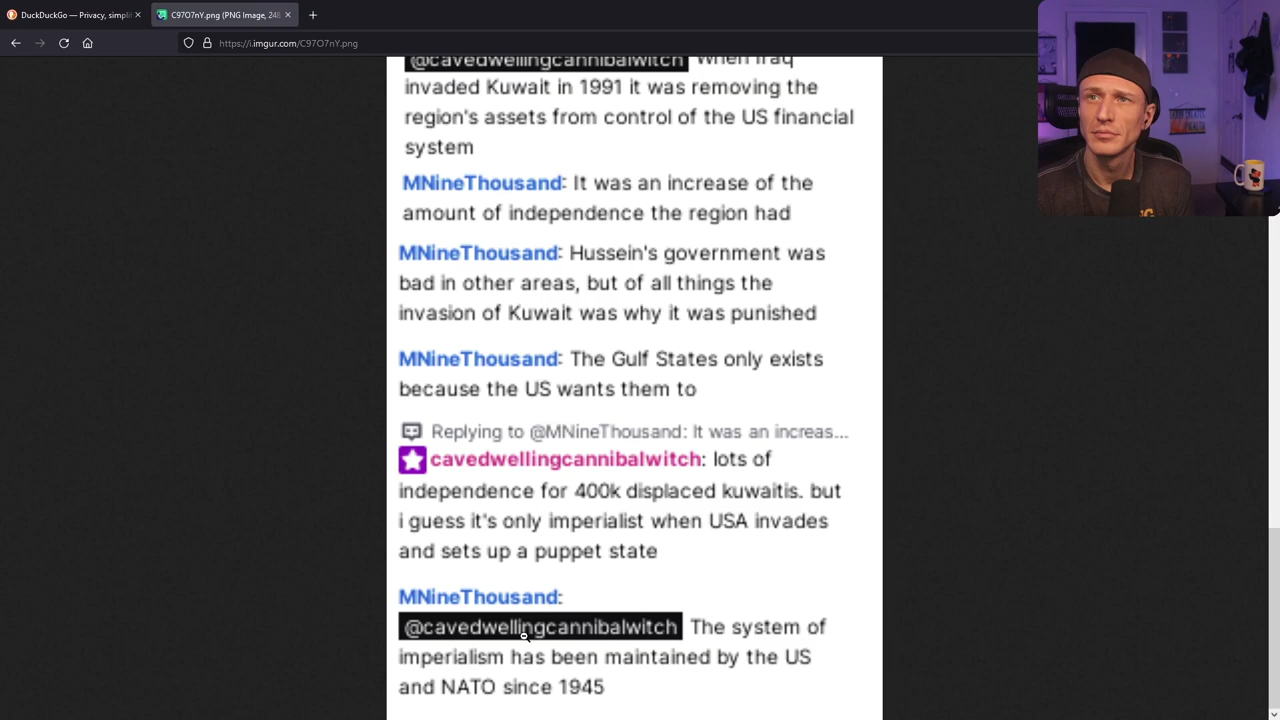 DuckDuckGo — Privacy, simpli
C97O7nY.png (PNG Image, 248
https://i.imgur.com/C97O7nY.png
@cavedwellingcannibalwitch When Iraq
invaded Kuwait in 1991 it was removing the
region's assets from control of the US financial
system
MNineThousand: It was an increase of the
amount of independence the region had
MNineThousand: Hussein's government was
bad in other areas, but of all things the
invasion of Kuwait was why it was punished
MNineThousand: The Gulf States only exists
because the US wants them to
Replying to @MNineThousand: It was an increas...
cavedwellingcannibalwitch: lots of
independence for 400k displaced kuwaitis. but
i guess it's only imperialist when USA invades
and sets up a puppet state
MNineThousand:
@cavedwellingcannibalwitch The system of
imperialism has been maintained by the US
and NATO since 1945